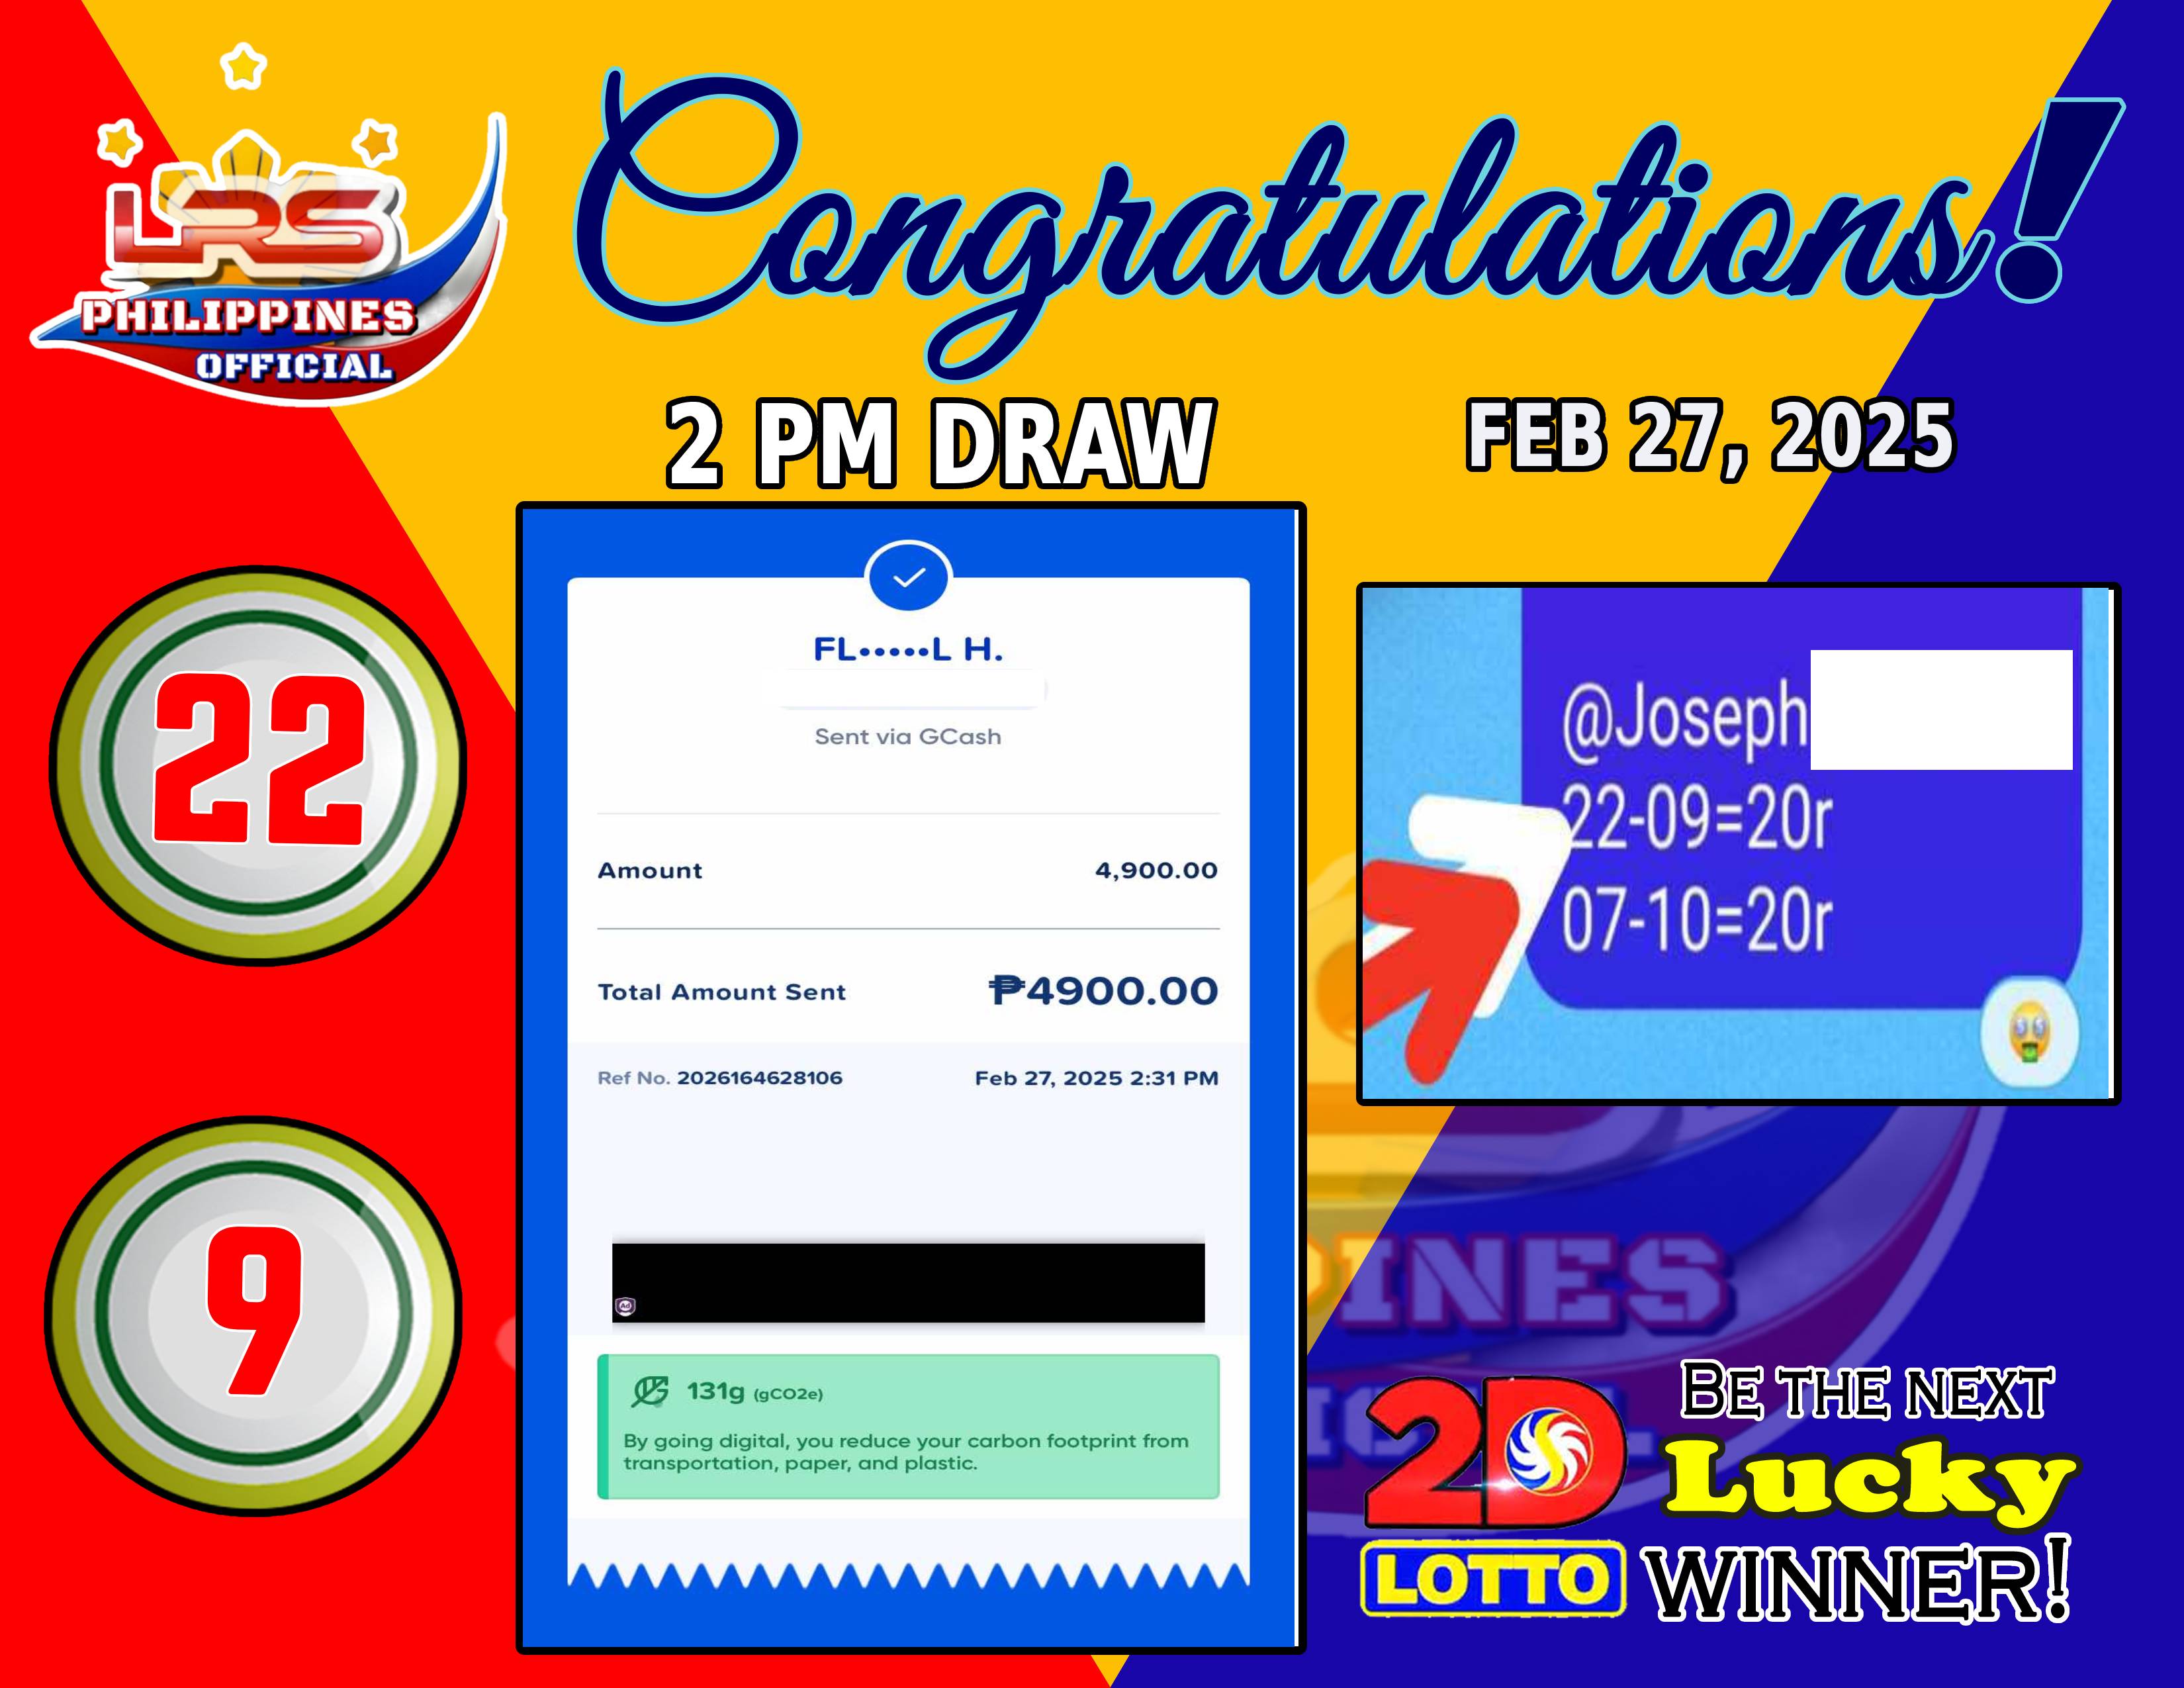 LRS
PHILIPPINES
OFFICIAL
Congratulations!
2 PM DRAW
FEB 27, 2025
22
9
FL•••••L H.
Sent via GCash
Amount 4,900.00
Total Amount Sent ₱4900.00
Ref No. 2026164628106 Feb 27, 2025 2:31 PM
Ad
131g (gCO2e)
By going digital, you reduce your carbon footprint from
transportation, paper, and plastic.
@Joseph
22-09=20r
07-10=20r
PINES
2D
LOTTO
BE THE NEXT
Lucky
WINNER!